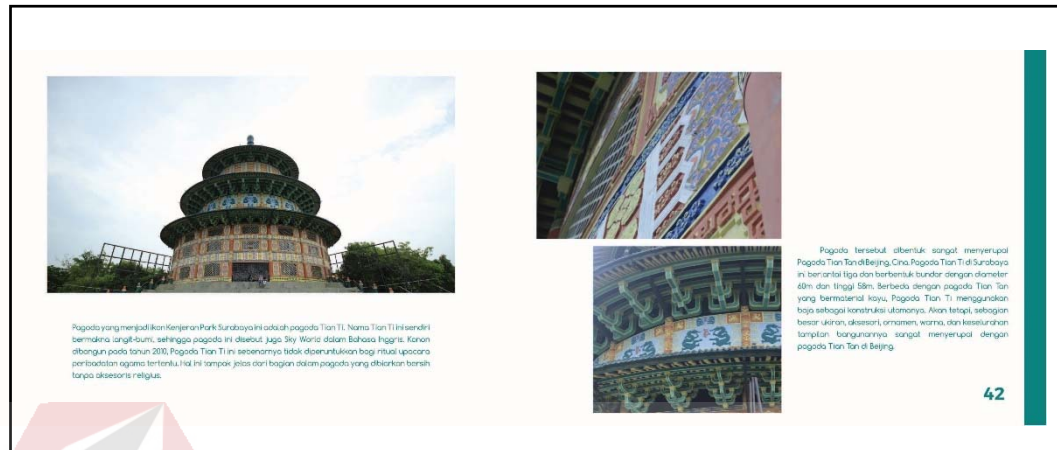 Pagoda yang menjadi ikon Kenjeran Park Surabaya ini adalah pagoda Tian Ti. Nama Tian Ti ini sendiri
bermakna langit-bumi, sehingga pagoda ini disebut juga Sky World dalam Bahasa Inggris. Konon
dibangun pada tahun 2010, Pagoda Tian Ti ini sebenarnya tidak diperuntukkan bagi ritual upacara
peribadatan agama tertentu. Hal ini tampak jelas dari bagian dalam pagoda yang dibiarkan bersih
tanpa aksesoris religius.
Pagoda tersebut dibentuk sangat menyerupai
Pagoda Tian Tan di Beijing, Cina. Pagoda Tian Ti di Surabaya
ini berlantai tiga dan berbentuk bundar dengan diameter
60m dan tinggi 58m. Berbeda dengan pagoda Tian Tan
yang bermaterial kayu, Pagoda Tian Ti menggunakan
baja sebagai konstruksi utamanya. Akan tetapi, sebagian
besar ukiran, aksesori, ornamen, warna, dan keseluruhan
tampilan bangunannya sangat menyerupai dengan
pagoda Tian Tan di Beijing.
42